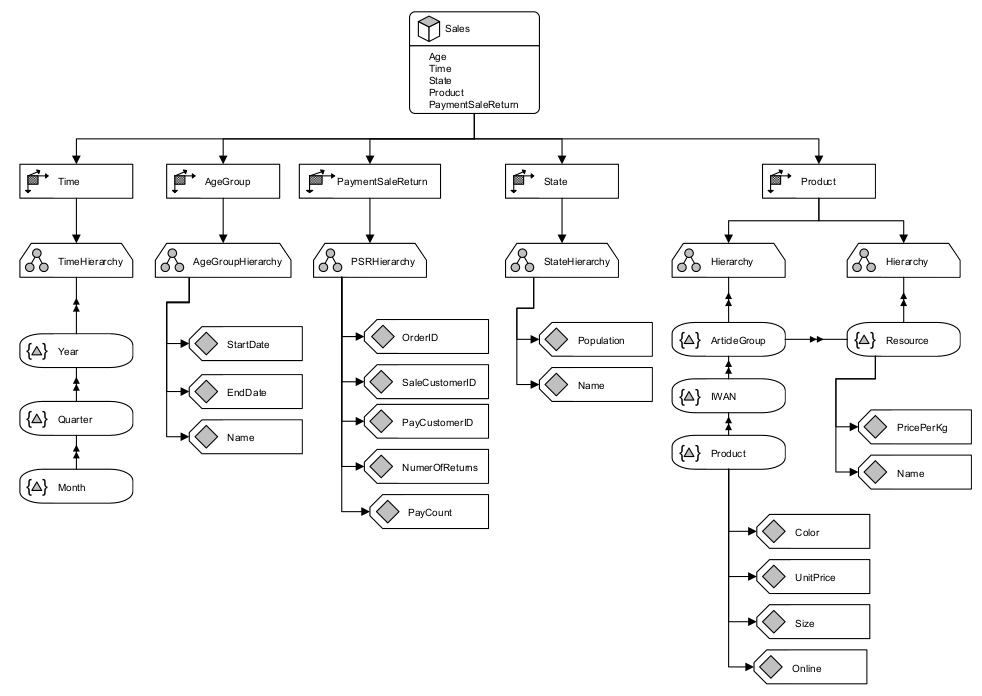 Sales
Age
Time
State
Product
PaymentSaleReturn
Time
AgeGroup
PaymentSaleReturn
State
Product
TimeHierarchy
AgeGroupHierarchy
PSRHierarchy
StateHierarchy
Hierarchy
Hierarchy
Year
Quarter
Month
StartDate
EndDate
Name
OrderID
SaleCustomerID
PayCustomerID
NumerOfReturns
PayCount
Population
Name
ArticleGroup
IWAN
Product
Resource
PricePerKg
Name
Color
UnitPrice
Size
Online